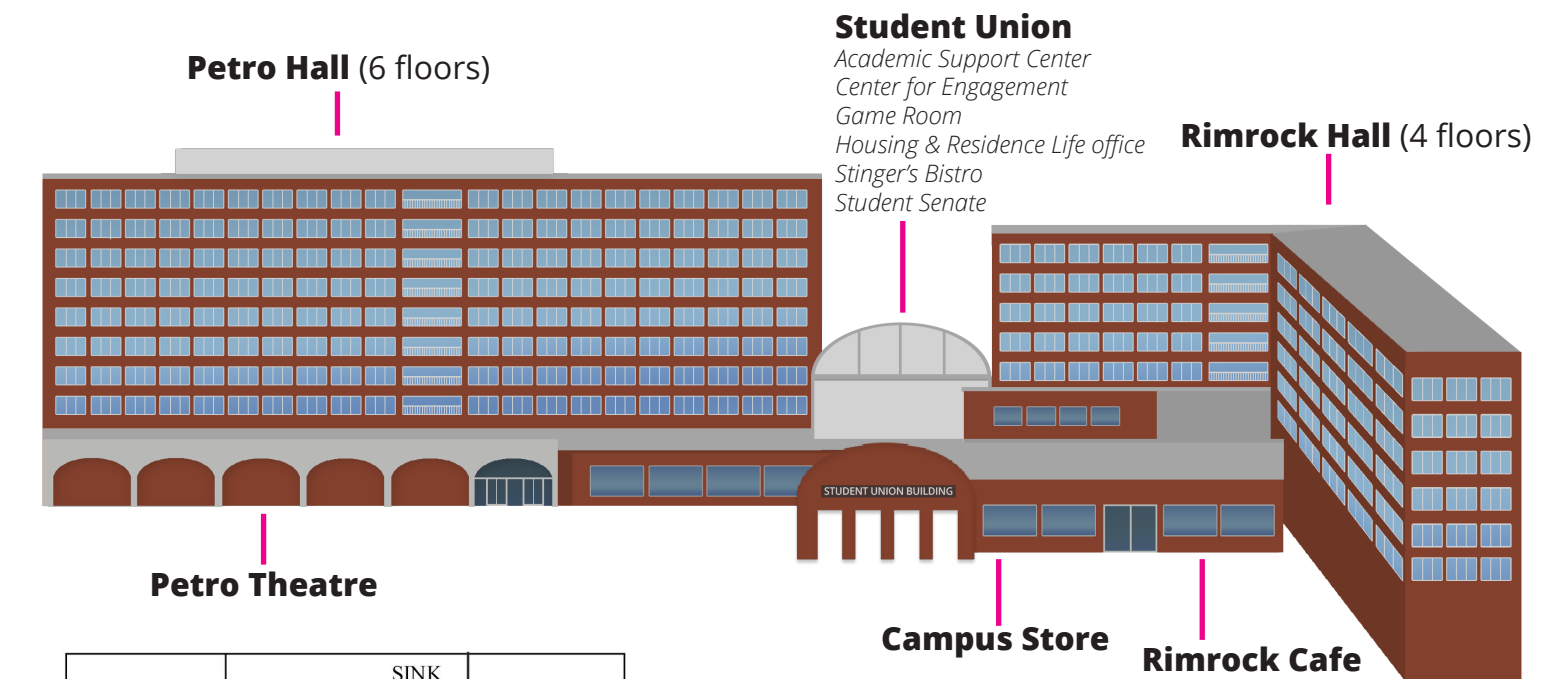 Student Union
Academic Support Center
Center for Engagement
Game Room
Housing & Residence Life office
Stinger's Bistro
Student Senate
Petro Hall (6 floors)
Rimrock Hall (4 floors)
STUDENT UNION BUILDING
Petro Theatre
Campus Store
Rimrock Cafe
SINK